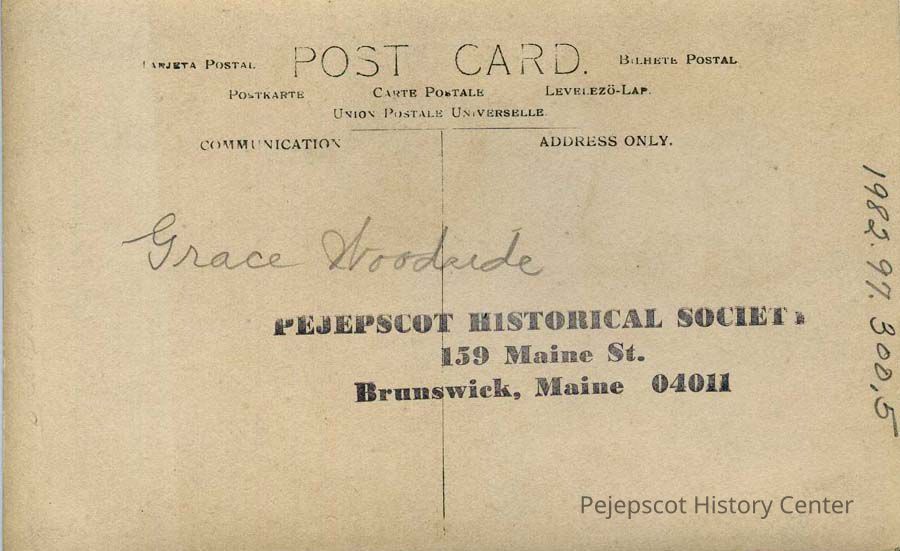 POST CARD.
TARJETA POSTAL
BILHETE POSTAL
POSTKARTE
CARTE POSTALE
LEVELEZÖ-LAP.
UNION POSTALE UNIVERSELLE.
COMMUNICATION
ADDRESS ONLY.
Grace Woodside
PEJEPSCOT HISTORICAL SOCIETY
159 Maine St.
Brunswick, Maine 04011
1982.97.300.5
Pejepscot History Center